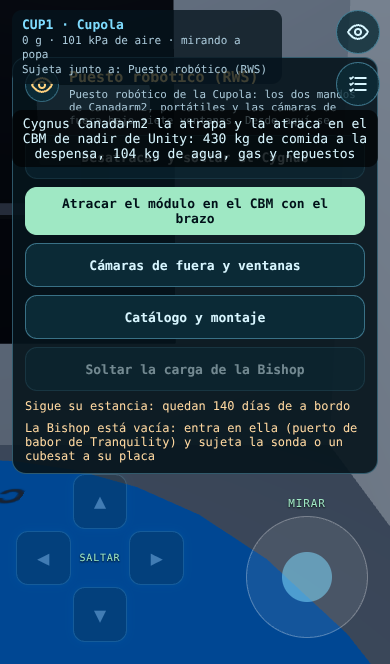 CUP1 · Cupola
0 g · 101 kPa de aire · mirando a
popa
Sujeta junto a: Puesto robótico (RWS)
Puesto robótico (RWS)
Puesto robótico de la Cupola: los dos mandos
de Canadarm2, portátiles y las cámaras de
Cygnus Canadarm2 la atrapa y la atraca en el
CBM de nadir de Unity: 430 kg de comida a la
despensa, 104 kg de agua, gas y repuestos
Atracar el módulo en el CBM con el
brazo
Cámaras de fuera y ventanas
Catálogo y montaje
Soltar la carga de la Bishop
Sigue su estancia: quedan 140 días de a bordo
La Bishop está vacía: entra en ella (puerto de
babor de Tranquility) y sujeta la sonda o un
cubesat a su placa
MIRAR
SALTAR